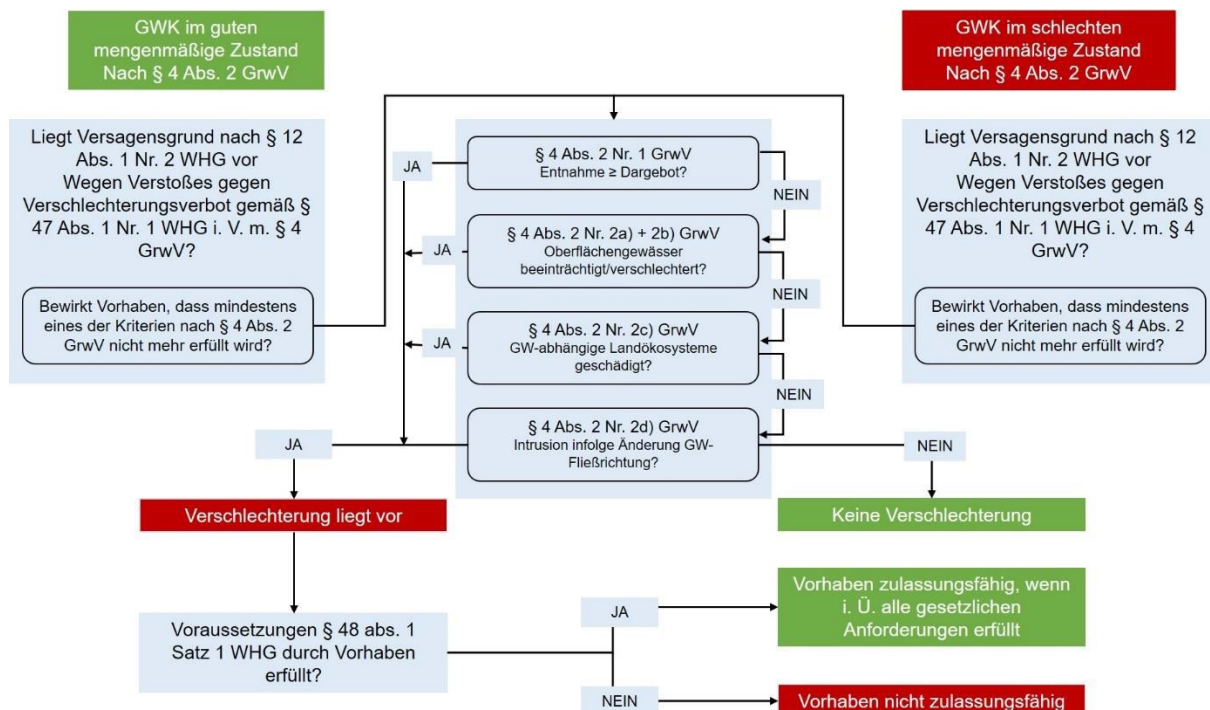 GWK im guten
mengenmäßige Zustand
Nach § 4 Abs. 2 GrwV
GWK im schlechten
mengenmäßige Zustand
Nach § 4 Abs. 2 GrwV
Liegt Versagensgrund nach § 12
Abs. 1 Nr. 2 WHG vor
Wegen Verstoßes gegen
Verschlechterungsverbot gemäß §
47 Abs. 1 Nr. 1 WHG i. V. m. § 4
GrwV?
Bewirkt Vorhaben, dass mindestens
eines der Kriterien nach § 4 Abs. 2
GrwV nicht mehr erfüllt wird?
JA
§ 4 Abs. 2 Nr. 1 GrwV
Entnahme ≥ Dargebot?
NEIN
JA
§ 4 Abs. 2 Nr. 2a) + 2b) GrwV
Oberflächengewässer
beeinträchtigt/verschlechtert?
NEIN
JA
§ 4 Abs. 2 Nr. 2c) GrwV
GW-abhängige Landökosysteme
geschädigt?
NEIN
§ 4 Abs. 2 Nr. 2d) GrwV
Intrusion infolge Änderung GW-
Fließrichtung?
Liegt Versagensgrund nach § 12
Abs. 1 Nr. 2 WHG vor
Wegen Verstoßes gegen
Verschlechterungsverbot gemäß §
47 Abs. 1 Nr. 1 WHG i. V. m. § 4
GrwV?
Bewirkt Vorhaben, dass mindestens
eines der Kriterien nach § 4 Abs. 2
GrwV nicht mehr erfüllt wird?
JA
NEIN
Verschlechterung liegt vor
Keine Verschlechterung
Voraussetzungen § 48 abs. 1
Satz 1 WHG durch Vorhaben
erfüllt?
JA
Vorhaben zulassungsfähig, wenn
i. Ü. alle gesetzlichen
Anforderungen erfüllt
NEIN
Vorhaben nicht zulassungsfähig